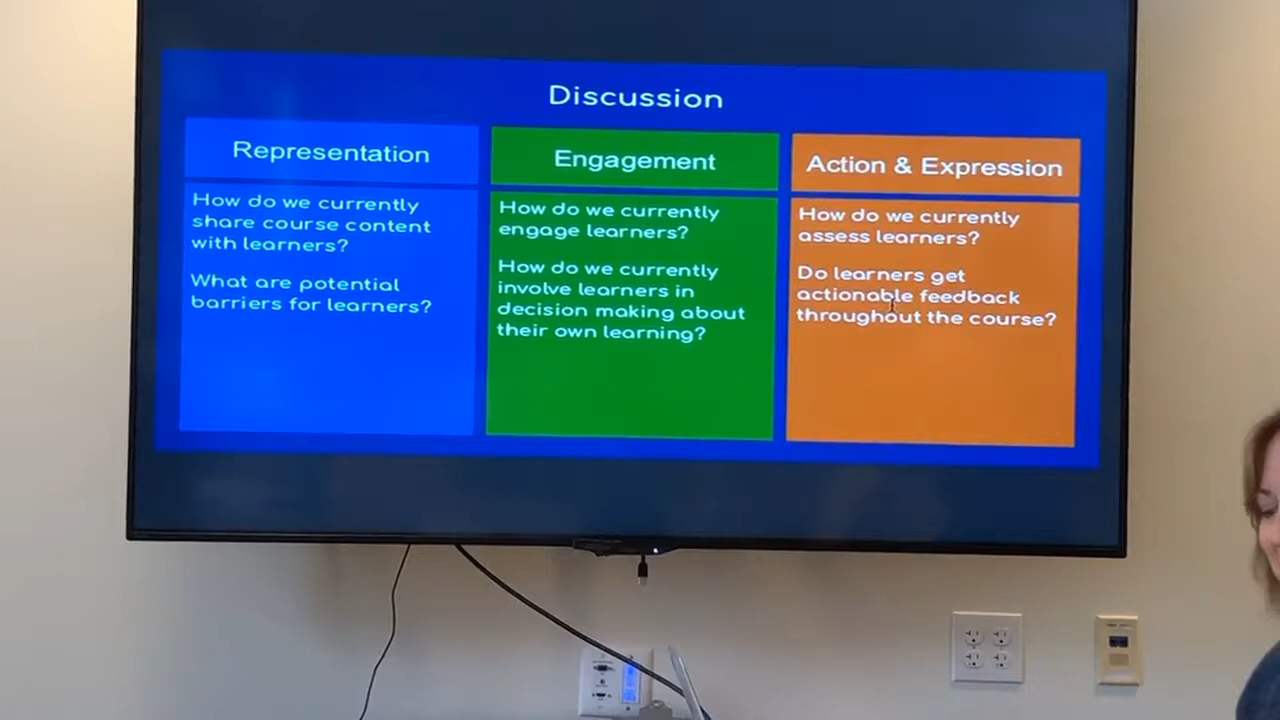 Discussion
Representation
How do we currently
share course content
with learners?
What are potential
barriers for learners?
Engagement
How do we currently
engage learners?
How do we currently
involve learners in
decision making about
their own learning?
Action & Expression
How do we currently
assess learners?
Do learners get
actionable feedback
throughout the course?